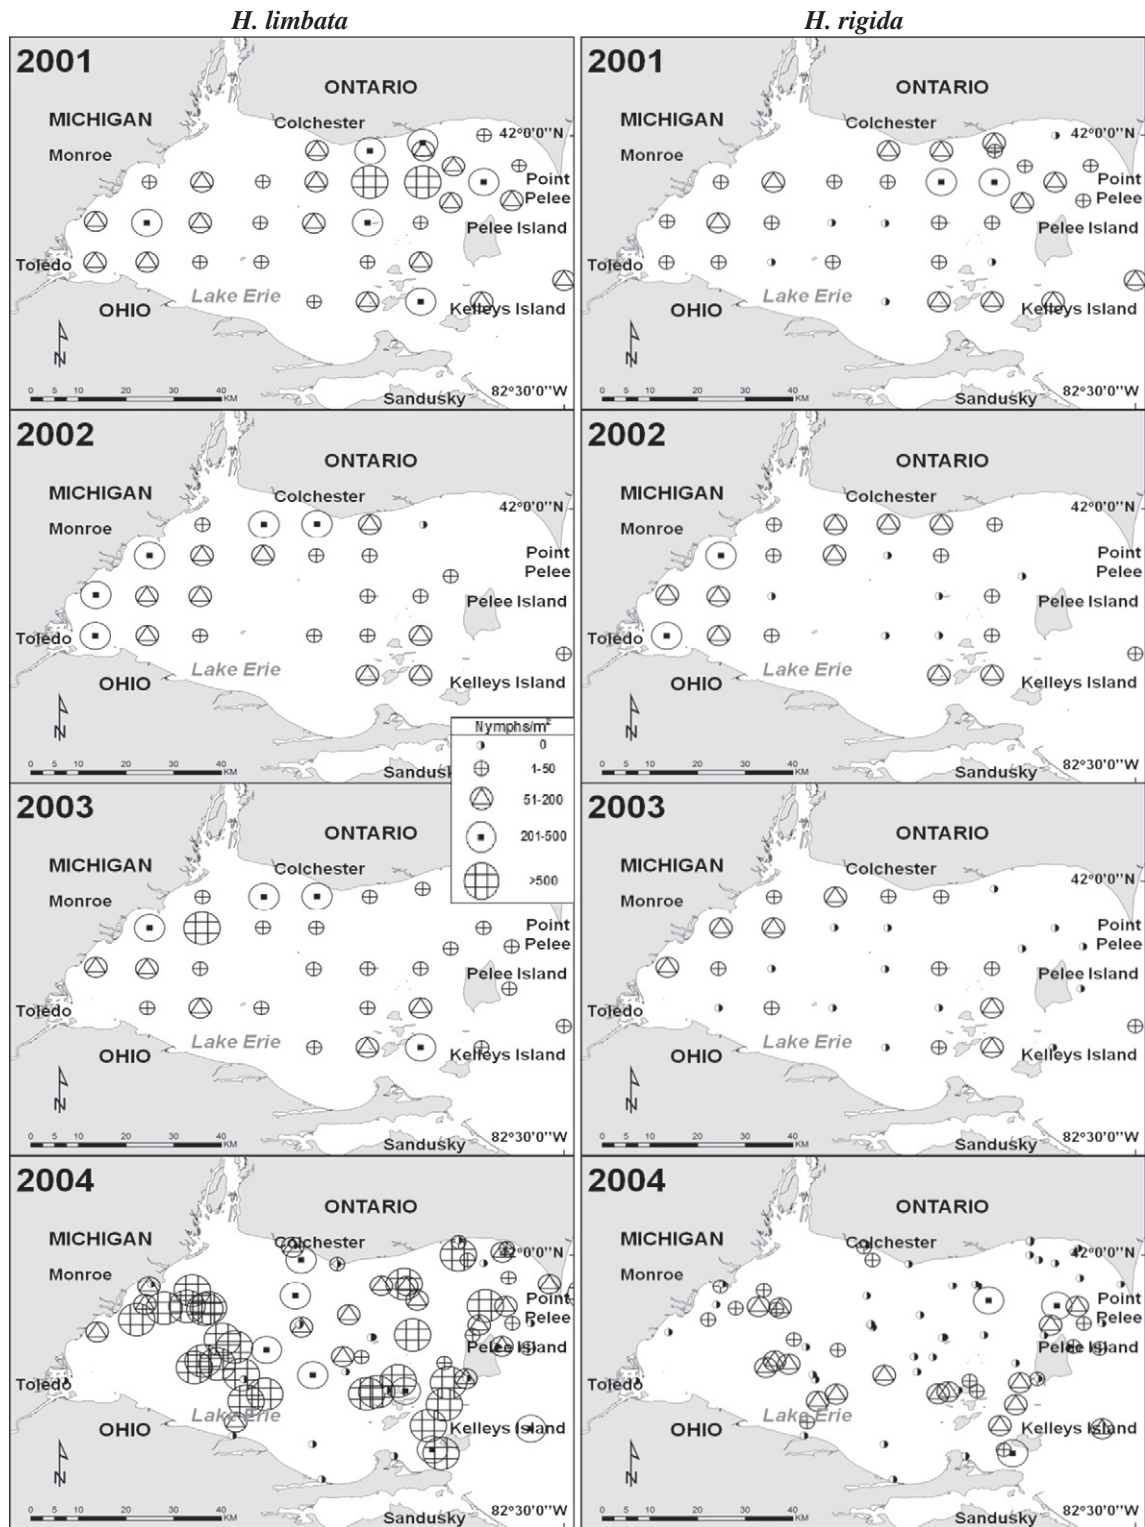 H. limbata
H. rigida
2001
ONTARIO
MICHIGAN
Colchester
42°0'0''N
Monroe
Point
Pelee
Pelee Island
Toledo
Lake Erie
OHIO
Kelleys Island
N
82°30'0''W
0 5 10 20 30 40 KM
Sandusky
2001
ONTARIO
MICHIGAN
Colchester
42°0'0''N
Monroe
Point
Pelee
Pelee Island
Toledo
Lake Erie
OHIO
Kelleys Island
N
82°30'0''W
0 5 10 20 30 40 KM
Sandusky
2002
ONTARIO
MICHIGAN
Colchester
42°0'0''N
Monroe
Point
Pelee
Pelee Island
Toledo
Lake Erie
OHIO
Kelleys Island
N
0 5 10 20 30 40 KM
Nymphs/m²
0
1-50
51-200
201-500
>500
2002
ONTARIO
MICHIGAN
Colchester
42°0'0''N
Monroe
Point
Pelee
Pelee Island
Toledo
Lake Erie
OHIO
Kelleys Island
N
82°30'0''W
0 5 10 20 30 40 KM
Sandusky
2003
ONTARIO
MICHIGAN
Colchester
Monroe
Point
Pelee
Pelee Island
Toledo
Lake Erie
OHIO
Kelleys Island
N
82°30'0''W
0 5 10 20 30 40 KM
Sandusky
2003
ONTARIO
MICHIGAN
Colchester
42°0'0''N
Monroe
Point
Pelee
Pelee Island
Toledo
Lake Erie
OHIO
Kelleys Island
N
82°30'0''W
0 5 10 20 30 40 KM
Sandusky
2004
ONTARIO
MICHIGAN
Colchester
42°0'0''N
Monroe
Point
Pelee
Pelee Island
Toledo
Lake Erie
OHIO
Kelleys Island
N
82°30'0''W
0 5 10 20 30 40 KM
Sandusky
2004
ONTARIO
MICHIGAN
Colchester
42°0'0''N
Monroe
Point
Pelee
Pelee Island
Toledo
Lake Erie
OHIO
Kelleys Island
N
82°30'0''W
0 5 10 20 30 40 KM
Sandusky